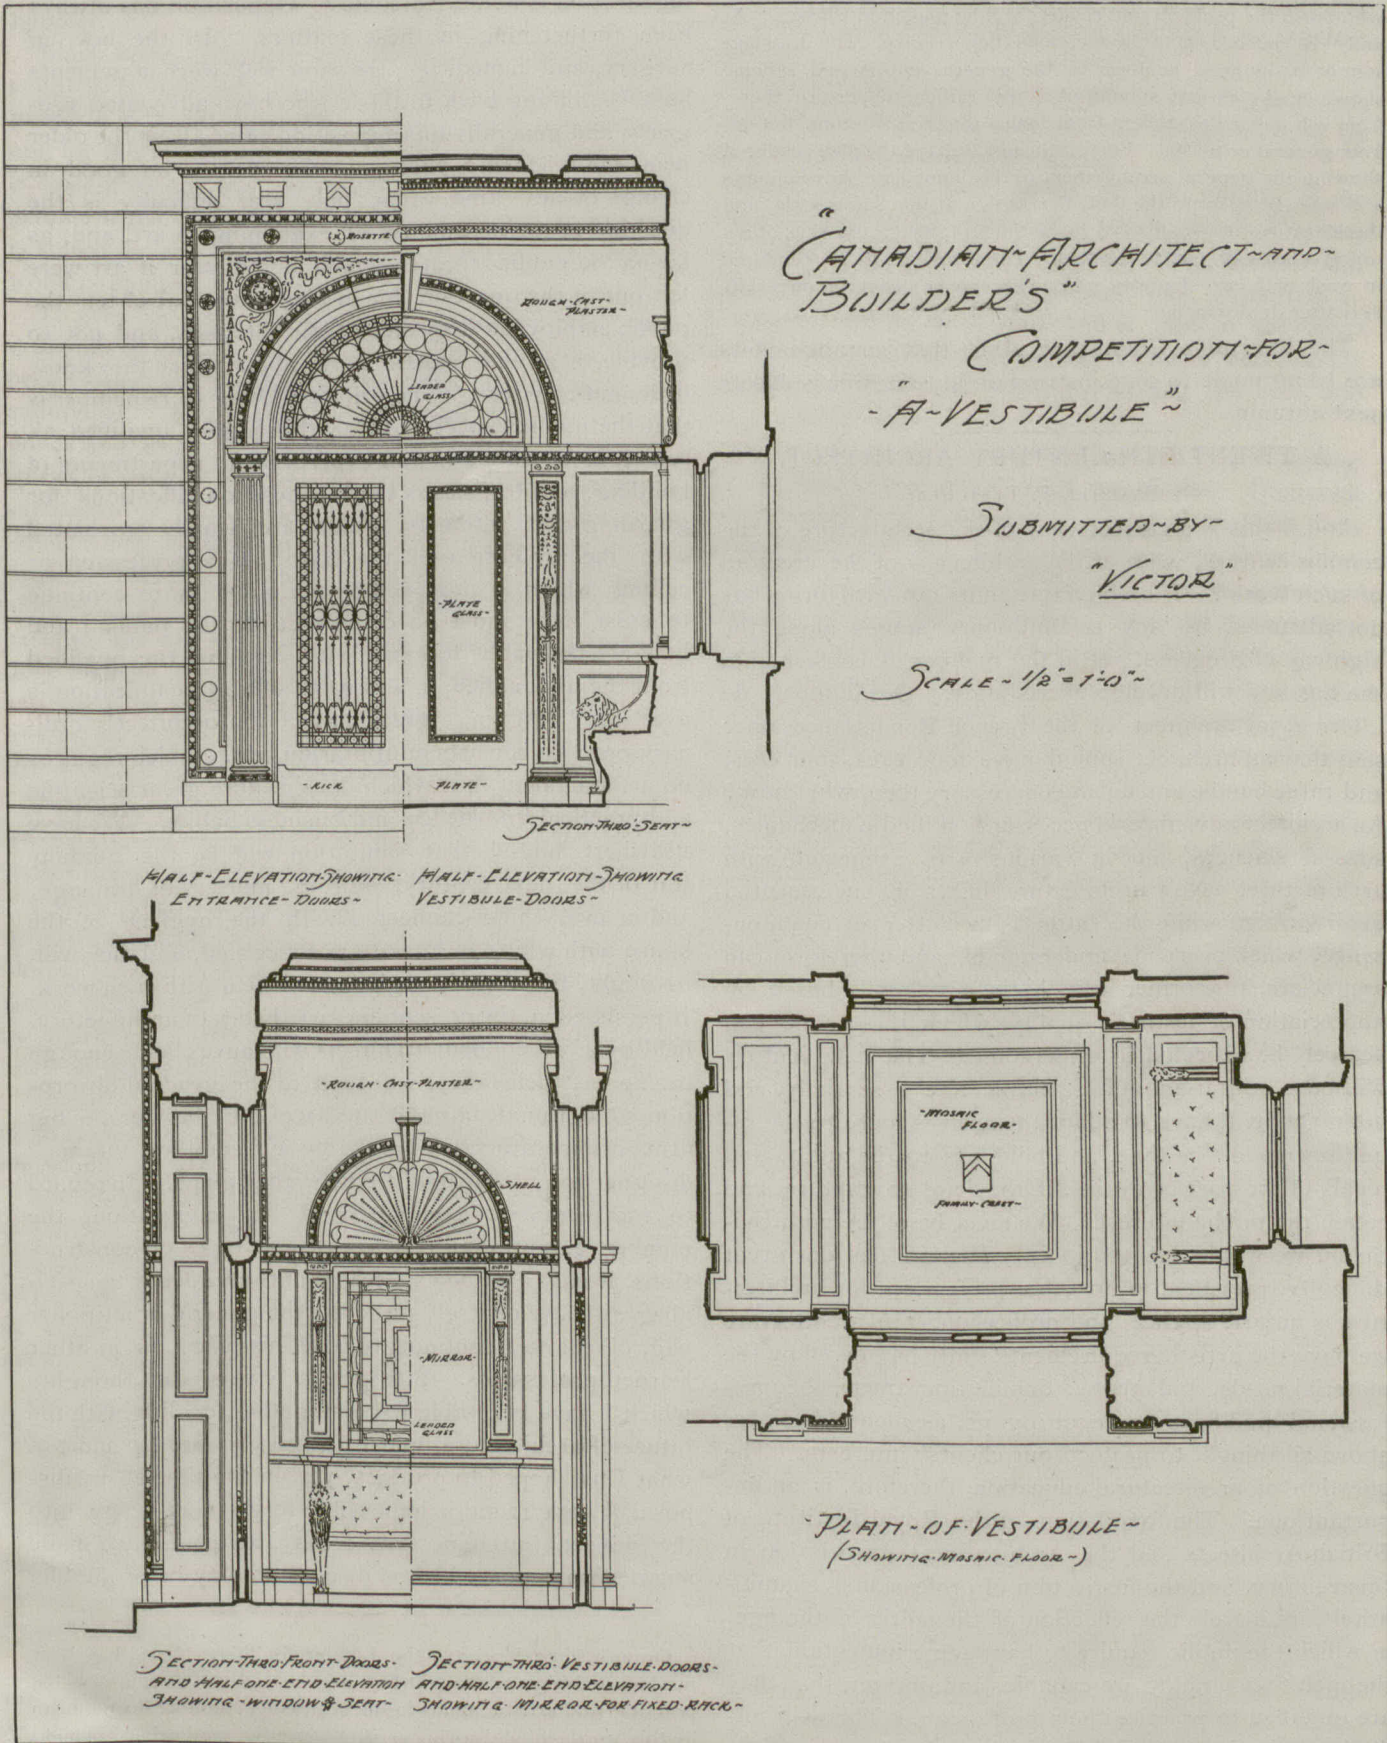 "CANADIAN~ARCHITECT~AND~
BUILDER'S"
COMPETITION~FOR~
-"A~VESTIBULE"~
SUBMITTED~BY~
"VICTOR"
SCALE~1/2"=1'-0"~
ROSETTE
ROUGH-CAST-
PLASTER-
LEADED
GLASS-
-PLATE
GLASS-
-KICK PLATE-
SECTION-THRO'-SEAT~
HALF-ELEVATION-SHOWING-
ENTRANCE-DOORS-
HALF-ELEVATION-SHOWING
VESTIBULE-DOORS-
-ROUGH-CAST-PLASTER-
SHELL
-MIRROR-
LEADED
GLASS
-MOSAIC
FLOOR-
FAMILY-CREST-
-PLAN-OF-VESTIBULE~
(SHOWING-MOSAIC-FLOOR-)
SECTION-THRO-FRONT-DOORS-
AND-HALF-ONE-END-ELEVATION
SHOWING-WINDOW & SEAT-
SECTION-THRO'-VESTIBULE-DOORS-
AND-HALF-ONE-END-ELEVATION-
SHOWING-MIRROR-FOR-FIXED-RACK~